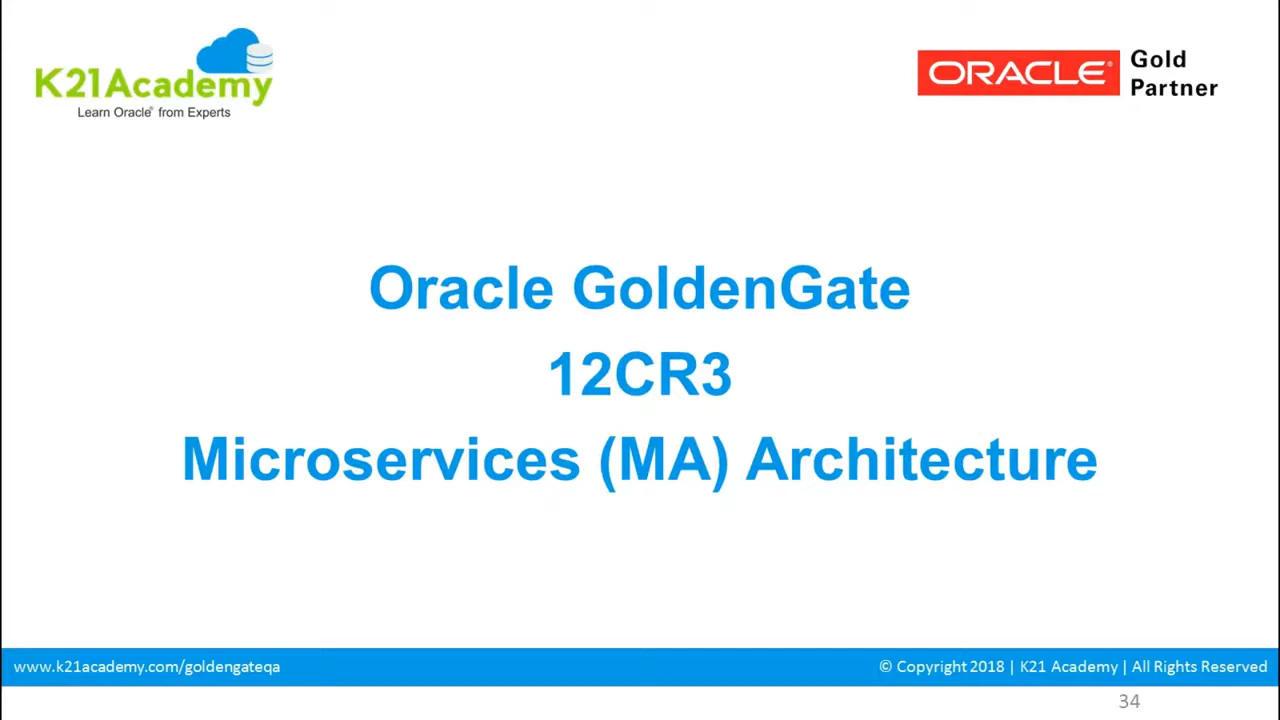 K21Academy
Learn Oracle® from Experts
ORACLE®
Gold
Partner
Oracle GoldenGate
12CR3
Microservices (MA) Architecture
www.k21academy.com/goldengateqa
© Copyright 2018 | K21 Academy | All Rights Reserved
34